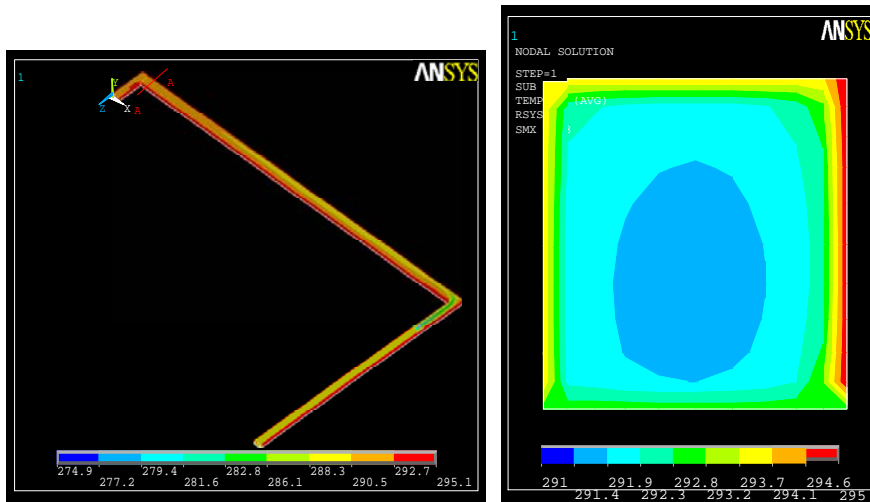 1
ANSYS
Y
Z
X
A
A
274.9 279.4 282.8 288.3 292.7
277.2 281.6 286.1 290.5 295.1
1
ANSYS
NODAL SOLUTION
STEP=1
SUB
TEMP (AVG)
RSYS
SMX
291 291.9 292.8 293.7 294.6
291.4 292.3 293.2 294.1 295